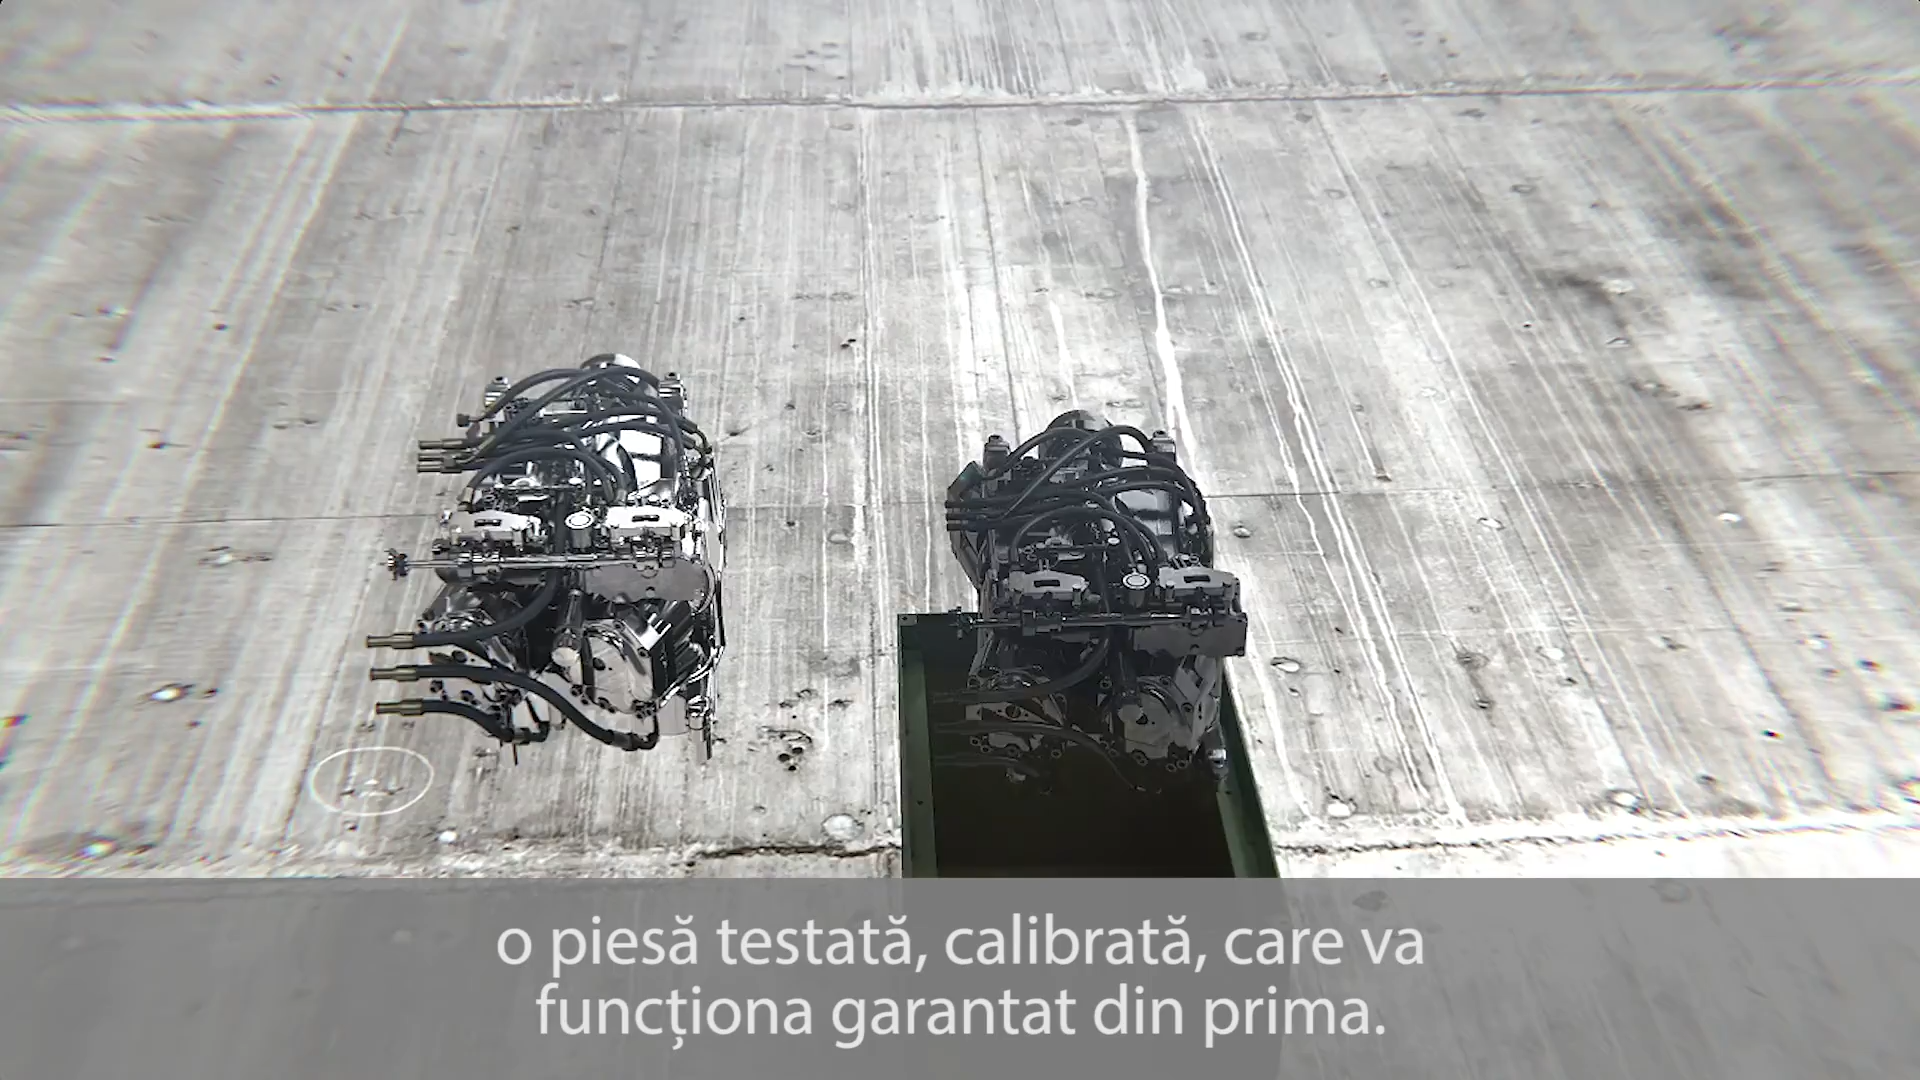 o piesă testată, calibrată, care va
funcționa garantat din prima.